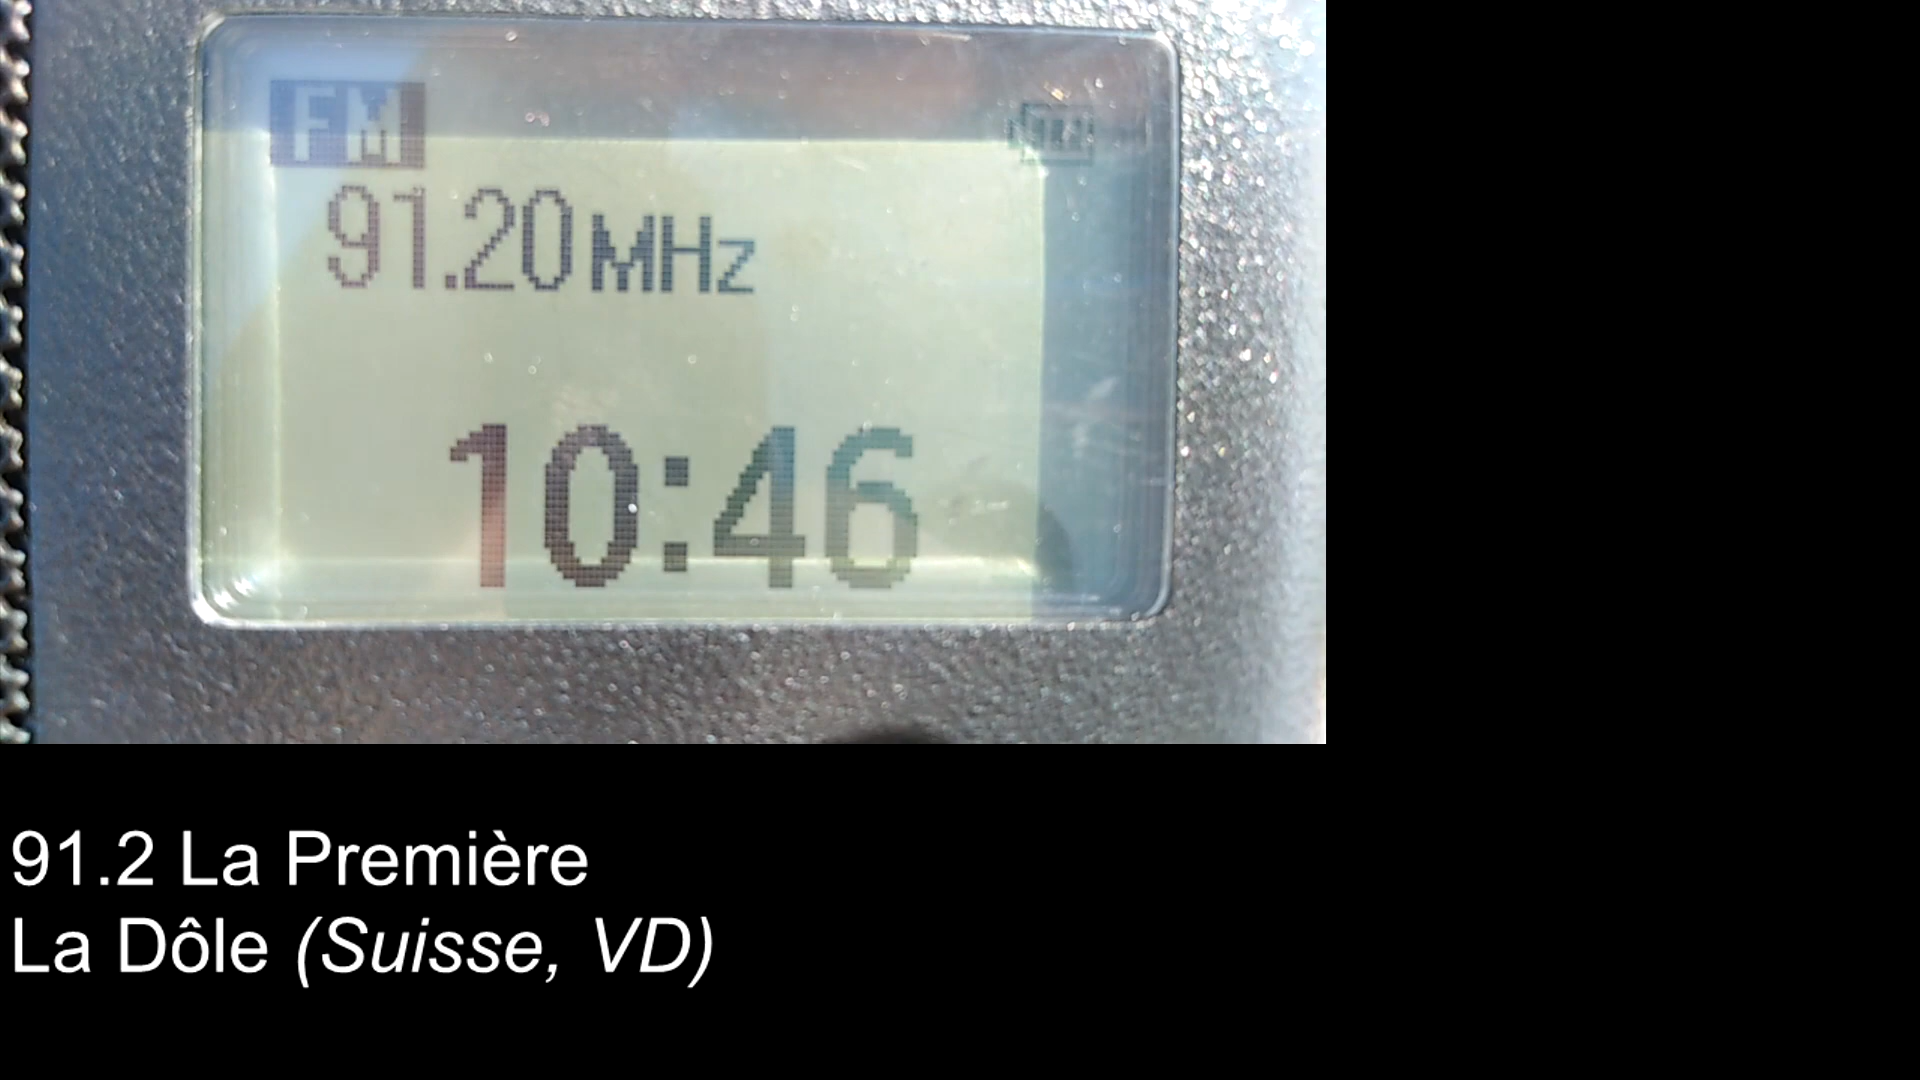 FM
91.20 MHz
10:46
91.2 La Première
La Dôle (Suisse, VD)